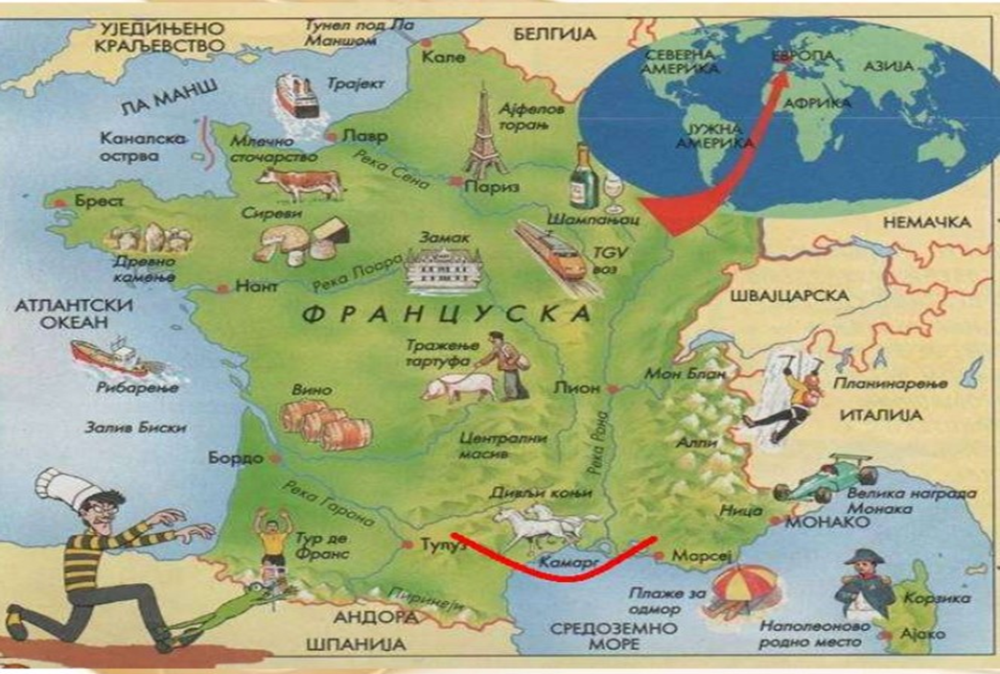 УЈЕДИЊЕНО
КРАЉЕВСТВО
Тунел под Ла
Маншом
БЕЛГИЈА
Кале
СЕВЕРНА
АМЕРИКА
ЕВРОПА
АЗИЈА
АФРИКА
ЈУЖНА
АМЕРИКА
ЛА МАНШ
Трајект
Ајфелов
торањ
Каналска
острва
Млечно
сточарство
Лавр
Река Сена
Париз
Брест
Сиреви
Шампањац
НЕМАЧКА
Древно
камење
Замак
TGV
воз
Нант
Река Лоара
ШВАЈЦАРСКА
АТЛАНТСКИ
ОКЕАН
ФРАНЦУСКА
Тражење
тартуфа
Мон Блан
Рибарење
Вино
Лион
Планинарење
ИТАЛИЈА
Залив Биски
Централни
масив
Река Рона
Алпи
Бордо
Река Гарона
Дивљи коњи
Ница
Велика награда
Монака
МОНАКО
Тур де
Франс
Тулуз
Камарг
Марсеј
Пиринеји
Плаже за
одмор
Корзика
АНДОРА
ШПАНИЈА
СРЕДОЗЕМНО
МОРЕ
Наполеоново
родно место
Ајако